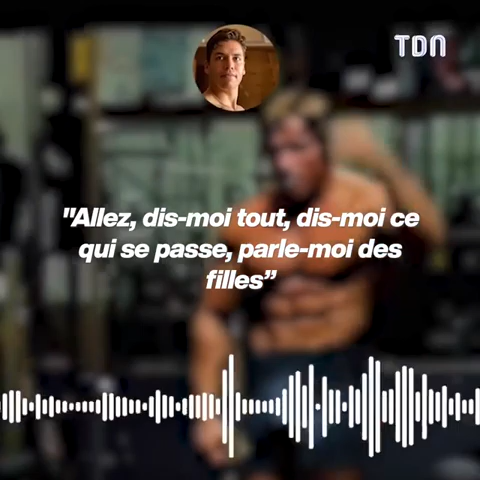 TDN
"Allez, dis-moi tout, dis-moi ce
qui se passe, parle-moi des
filles”